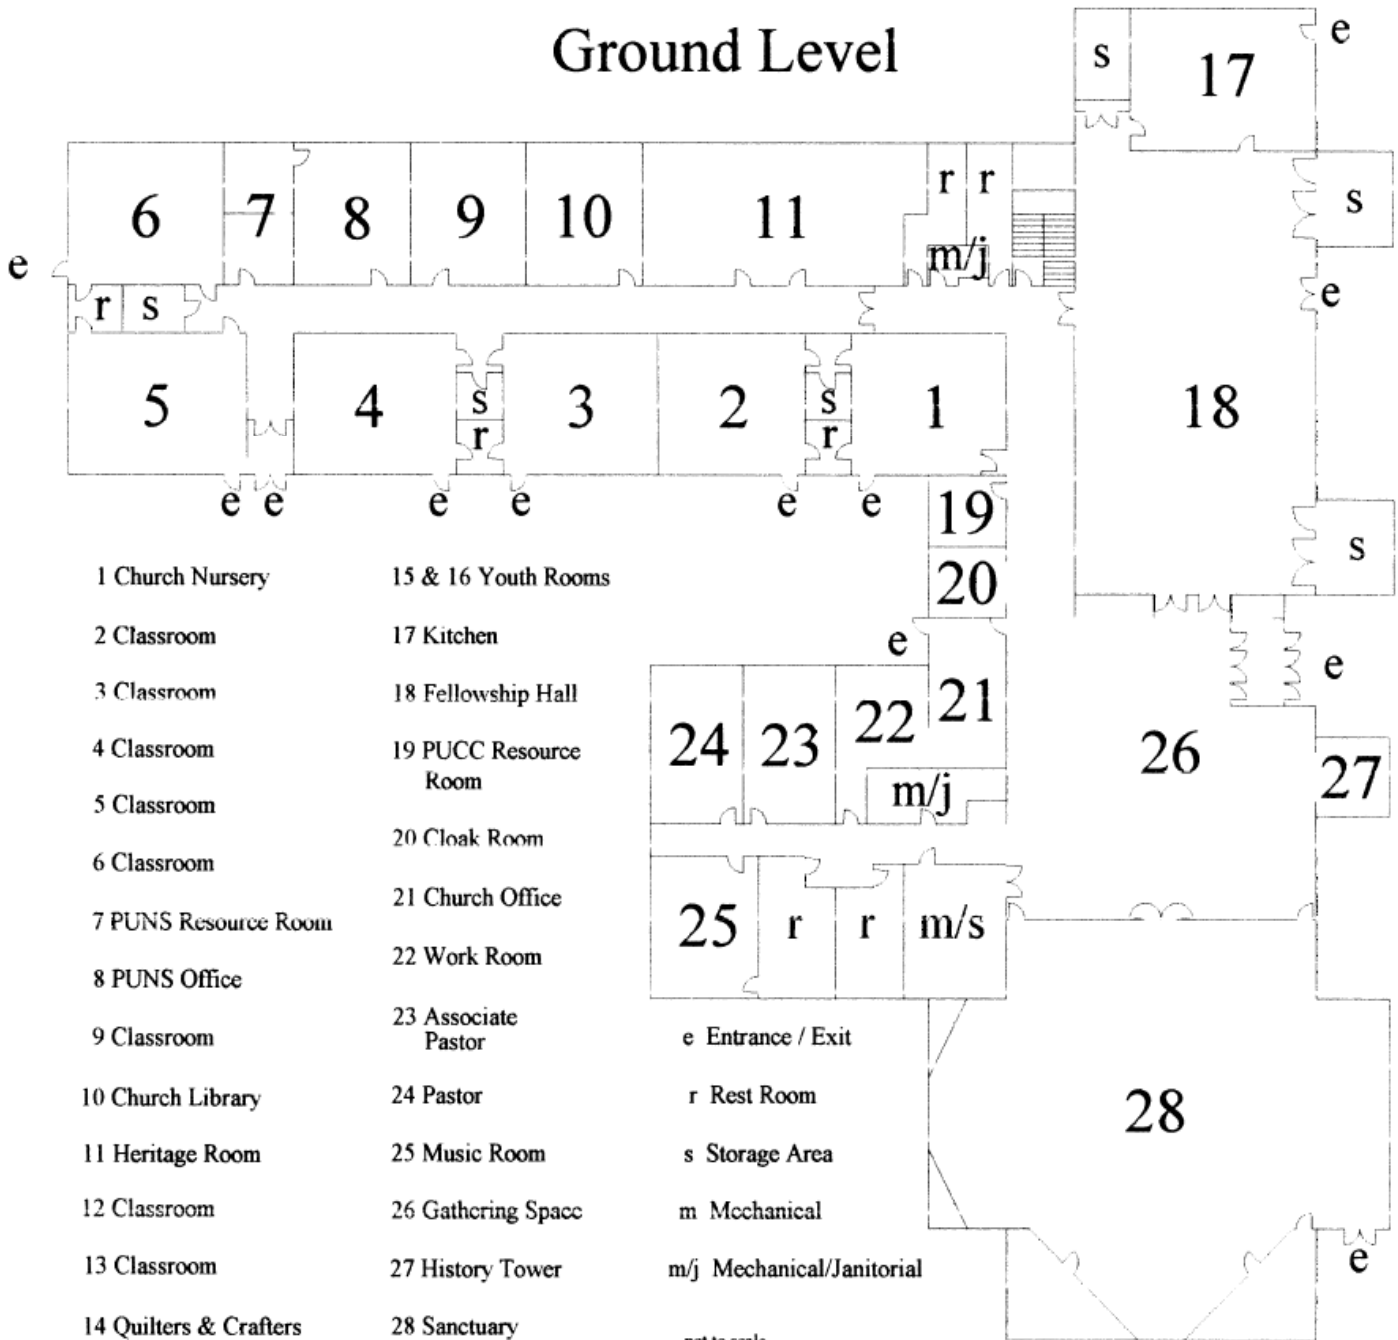 Ground Level
e
s
17
r r
6 7 8 9 10 11
s
m/j
e
e
r s
5 4 s 3 2 s 1 18
r r
e e e e e e
19
s
20
e
e
21
24 23 22
26
27
m/j
25 r r m/s
28
e
1 Church Nursery
2 Classroom
3 Classroom
4 Classroom
5 Classroom
6 Classroom
7 PUNS Resource Room
8 PUNS Office
9 Classroom
10 Church Library
11 Heritage Room
12 Classroom
13 Classroom
14 Quilters & Crafters
15 & 16 Youth Rooms
17 Kitchen
18 Fellowship Hall
19 PUCC Resource
Room
20 Cloak Room
21 Church Office
22 Work Room
23 Associate
Pastor
24 Pastor
25 Music Room
26 Gathering Space
27 History Tower
28 Sanctuary
e Entrance / Exit
r Rest Room
s Storage Area
m Mechanical
m/j Mechanical/Janitorial